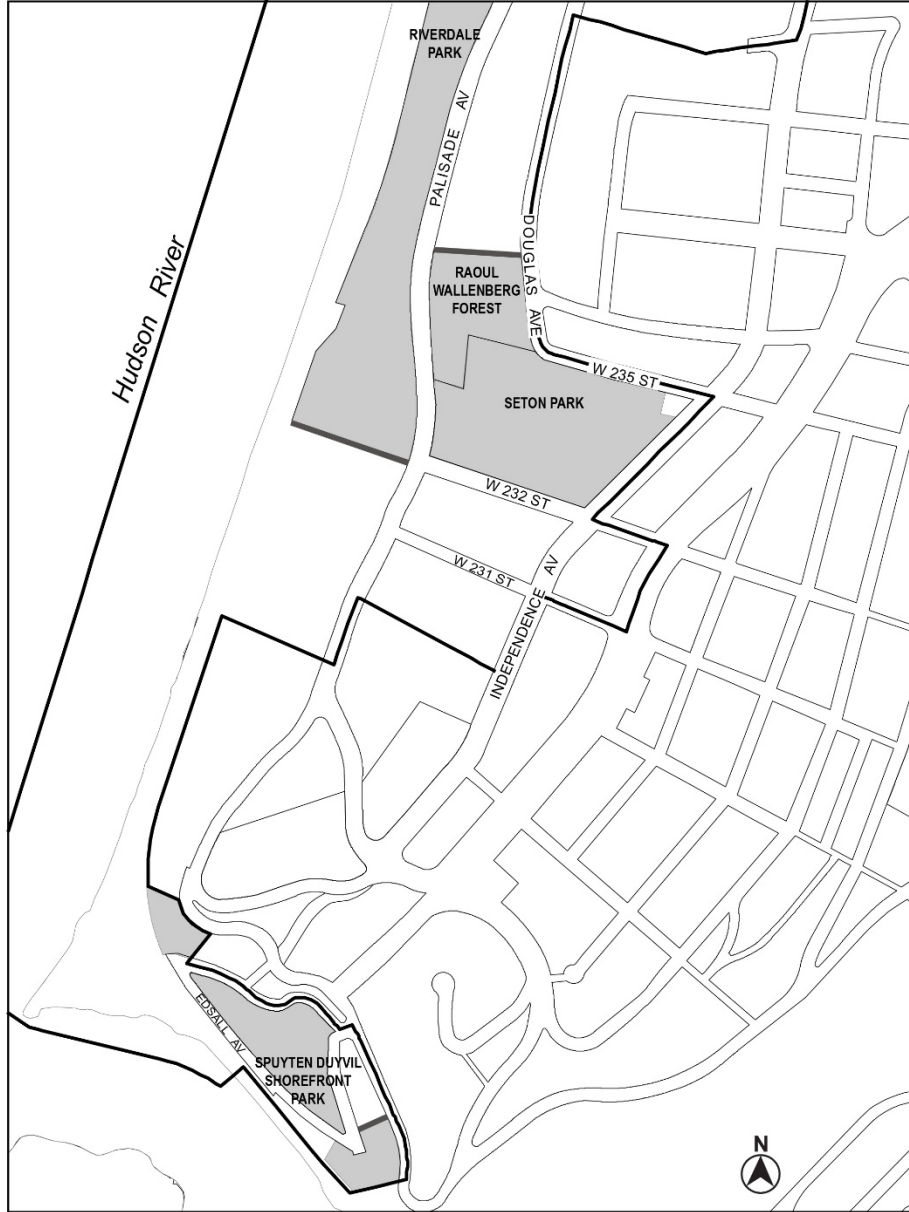 RIVERDALE
PARK
PALISADE AV
Hudson River
DOUGLAS AVE
RAOUL
WALLENBERG
FOREST
W 235 ST
SETON PARK
W 232 ST
W 231 ST
INDEPENDENCE AV
EDSALL AV
SPUYTEN DUYVIL
SHOREFRONT
PARK
N